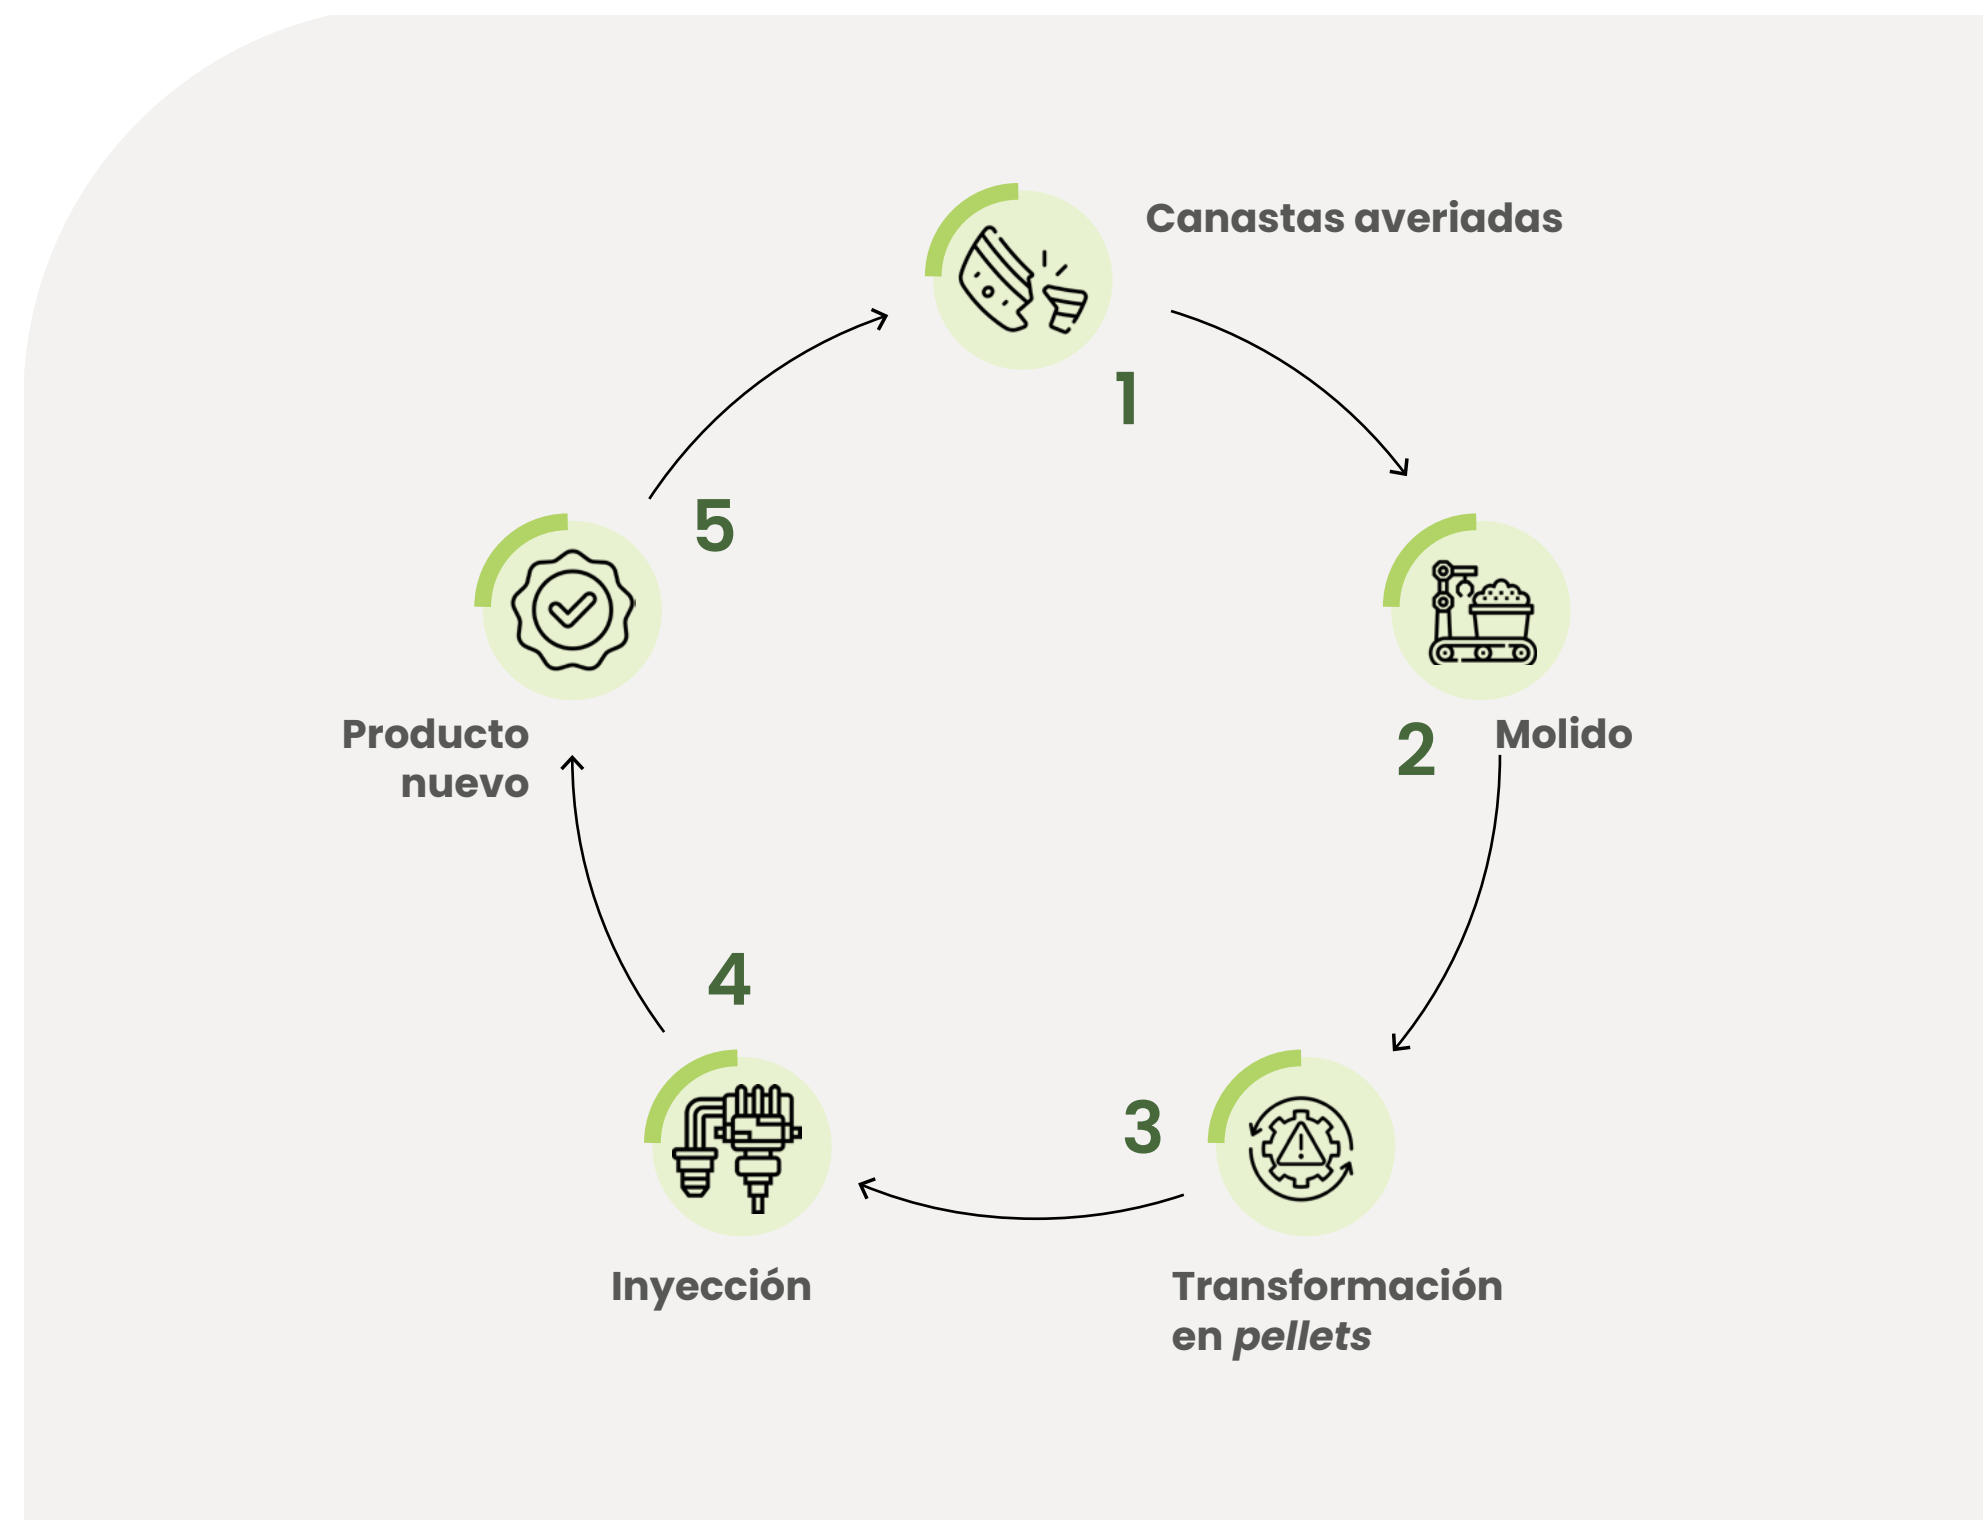 Canastas averiadas
1
2
Molido
3
Transformación
en pellets
4
Inyección
5
Producto
nuevo